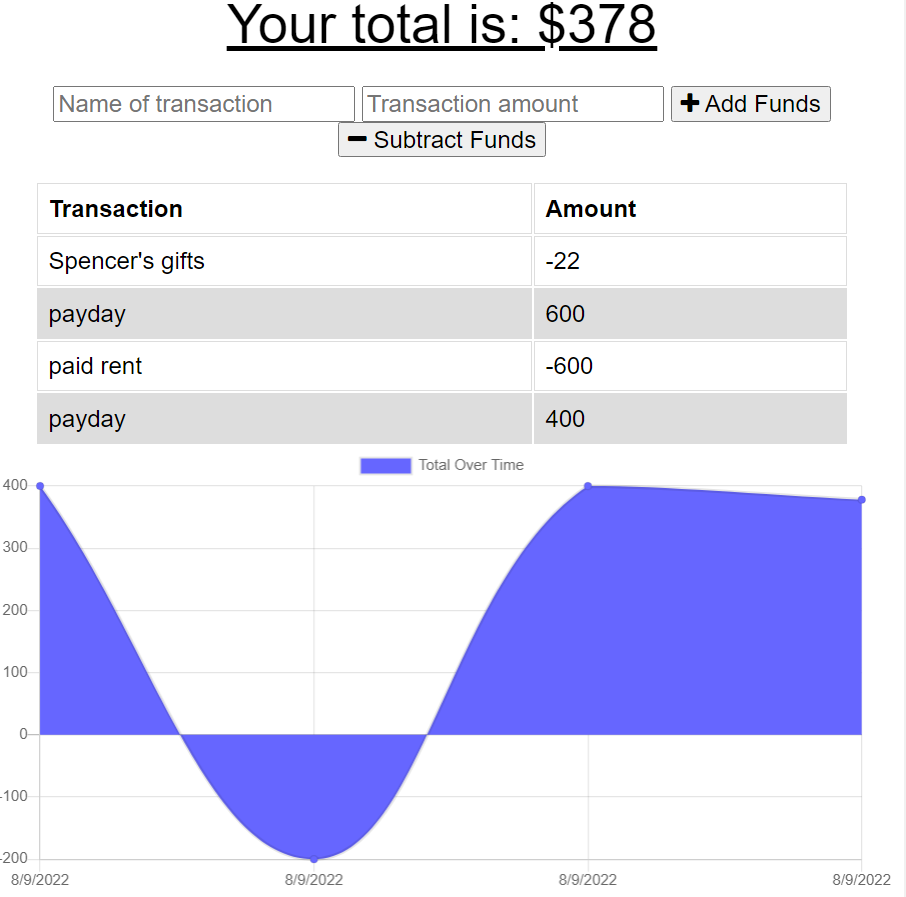 Your total is: $378
Name of transaction Transaction amount + Add Funds
− Subtract Funds
Transaction Amount
Spencer's gifts -22
payday 600
paid rent -600
payday 400
Total Over Time
400
300
200
100
0
-100
-200
8/9/2022 8/9/2022 8/9/2022 8/9/2022